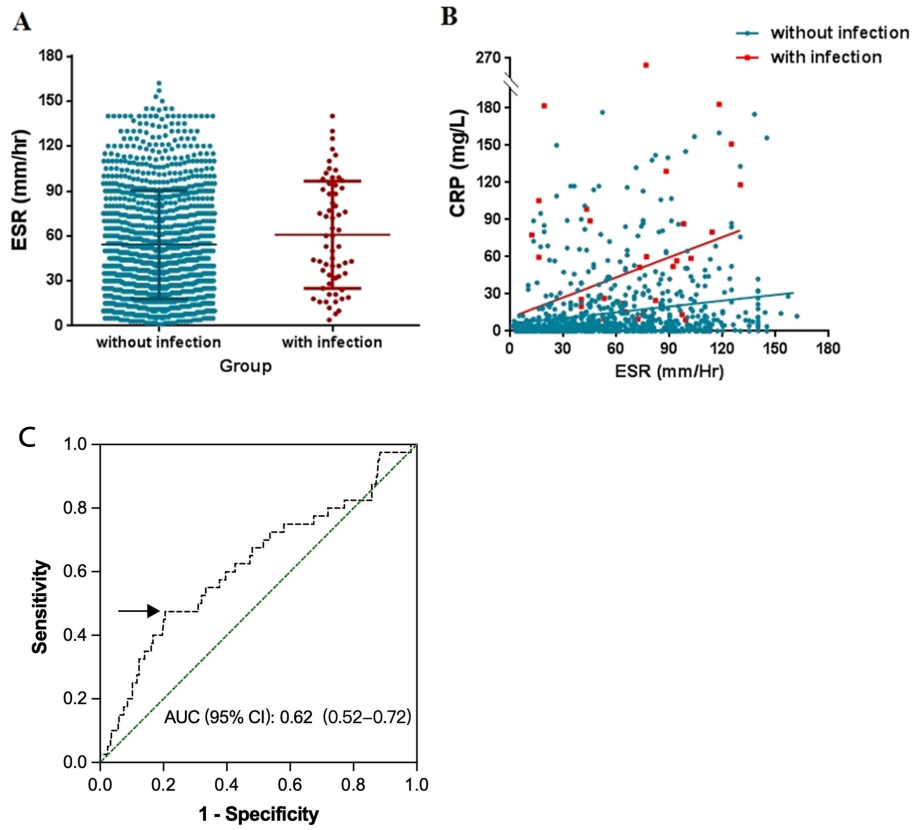 A
180
150
120
90
60
30
0
ESR (mm/hr)
without infection
with infection
Group
B
without infection
with infection
270
180
150
120
90
60
30
0
CRP (mg/L)
0 30 60 90 120 150 180
ESR (mm/Hr)
C
1.0
0.8
0.6
0.4
0.2
0.0
Sensitivity
AUC (95% CI): 0.62 (0.52–0.72)
0.0 0.2 0.4 0.6 0.8 1.0
1 - Specificity